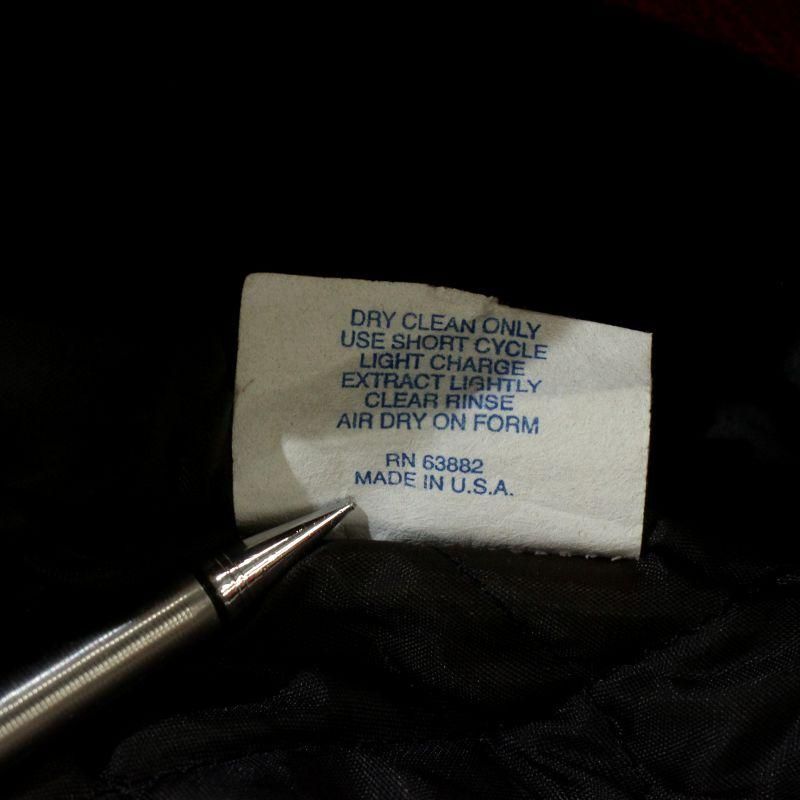 DRY CLEAN ONLY
USE SHORT CYCLE
LIGHT CHARGE
EXTRACT LIGHTLY
CLEAR RINSE
AIR DRY ON FORM
RN 63882
MADE IN U.S.A.